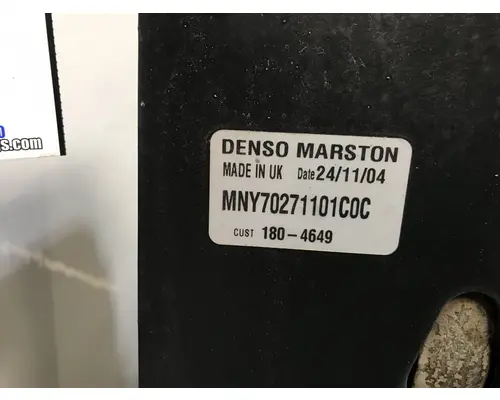 s.com
DENSO MARSTON
MADE IN UK Date 24/11/04
MNY70271101C0C
CUST 180-4649